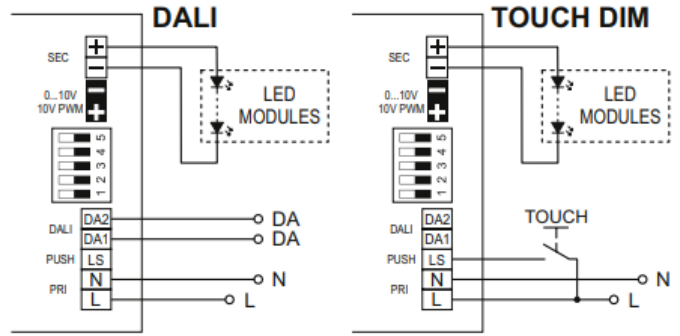 DALI
SEC
+
−
0...10V
10V PWM
−
+
LED
MODULES
5
4
3
2
1
DALI
DA2
DA
DA1
DA
PUSH
LS
PRI
N
N
L
L
TOUCH DIM
SEC
+
−
0...10V
10V PWM
−
+
LED
MODULES
5
4
3
2
1
TOUCH
DALI
DA2
DA1
PUSH
LS
PRI
N
N
L
L